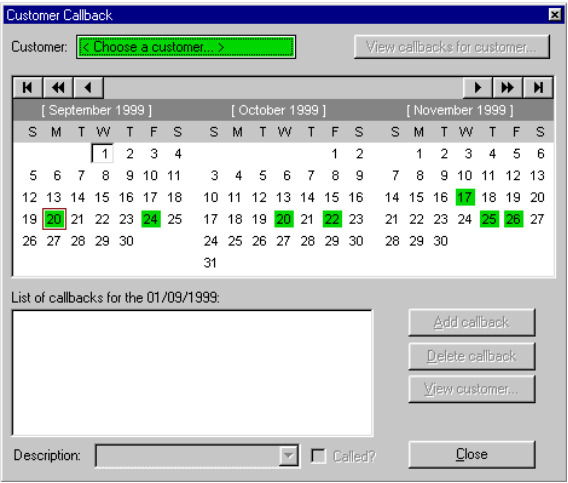 Customer Callback
Customer: < Choose a customer... > View callbacks for customer...
[ September 1999 ] [ October 1999 ] [ November 1999 ]
S M T W T F S S M T W T F S S M T W T F S
1 2 3 4 1 2 1 2 3 4 5 6
5 6 7 8 9 10 11 3 4 5 6 7 8 9 7 8 9 10 11 12 13
12 13 14 15 16 17 18 10 11 12 13 14 15 16 14 15 16 17 18 19 20
19 20 21 22 23 24 25 17 18 19 20 21 22 23 21 22 23 24 25 26 27
26 27 28 29 30 24 25 26 27 28 29 30 28 29 30
31
List of callbacks for the 01/09/1999:
Add callback
Delete callback
View customer...
Description: Called? Close